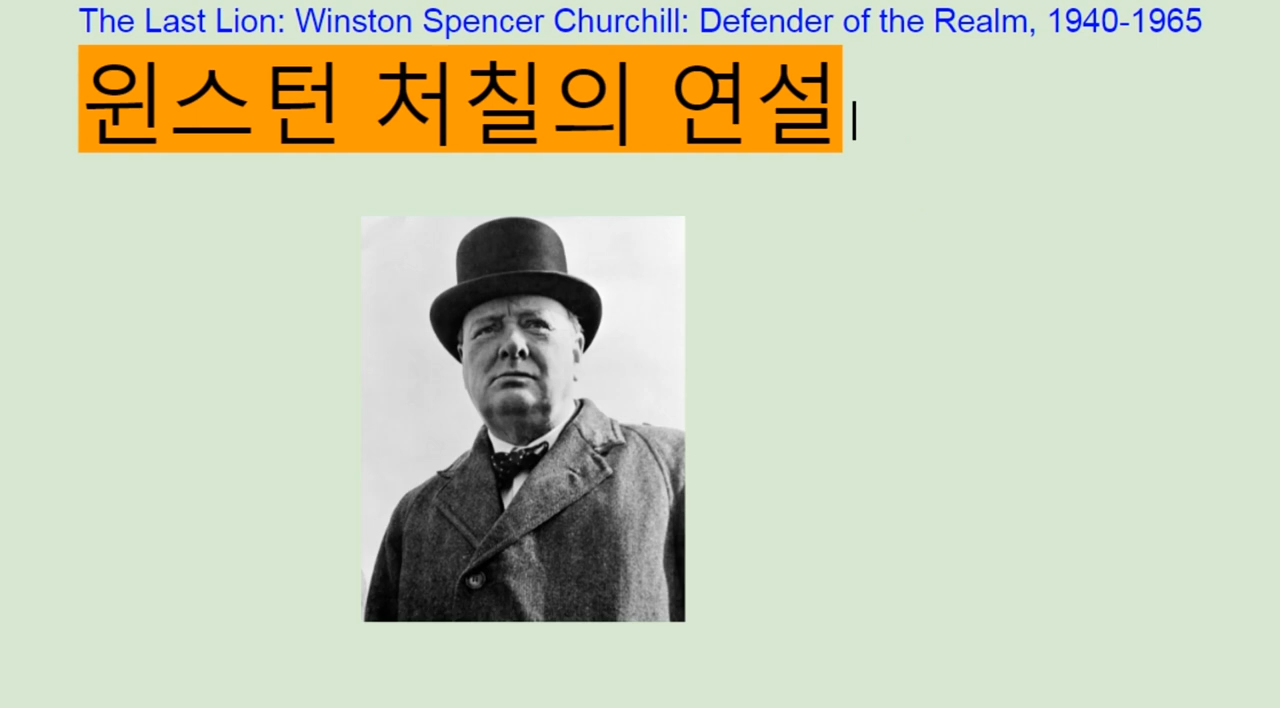 The Last Lion: Winston Spencer Churchill: Defender of the Realm, 1940-1965
윈스턴 처칠의 연설